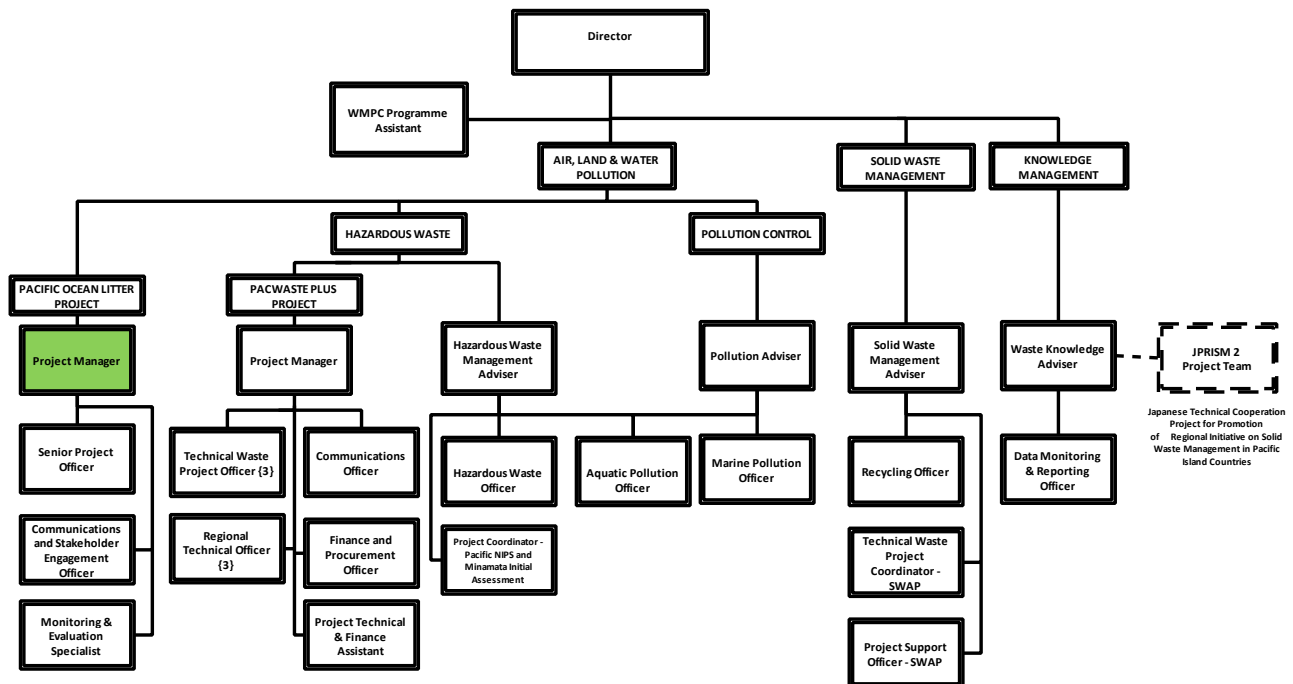 Director
WMPC Programme
Assistant
AIR, LAND & WATER
POLLUTION
SOLID WASTE
MANAGEMENT
KNOWLEDGE
MANAGEMENT
HAZARDOUS WASTE
POLLUTION CONTROL
PACIFIC OCEAN LITTER
PROJECT
PACWASTE PLUS
PROJECT
Project Manager
Project Manager
Hazardous Waste
Management
Adviser
Pollution Adviser
Solid Waste
Management
Adviser
Waste Knowledge
Adviser
JPRISM 2
Project Team
Japanese Technical Cooperation
Project for Promotion
of Regional Initiative on Solid
Waste Management in Pacific
Island Countries
Senior Project
Officer
Technical Waste
Project Officer {3}
Communications
Officer
Hazardous Waste
Officer
Aquatic Pollution
Officer
Marine Pollution
Officer
Recycling Officer
Data Monitoring
& Reporting
Officer
Communications
and Stakeholder
Engagement
Officer
Regional
Technical Officer
{3}
Finance and
Procurement
Officer
Project Coordinator -
Pacific NIPS and
Minamata Initial
Assessment
Technical Waste
Project
Coordinator -
SWAP
Monitoring &
Evaluation
Specialist
Project Technical
& Finance
Assistant
Project Support
Officer - SWAP